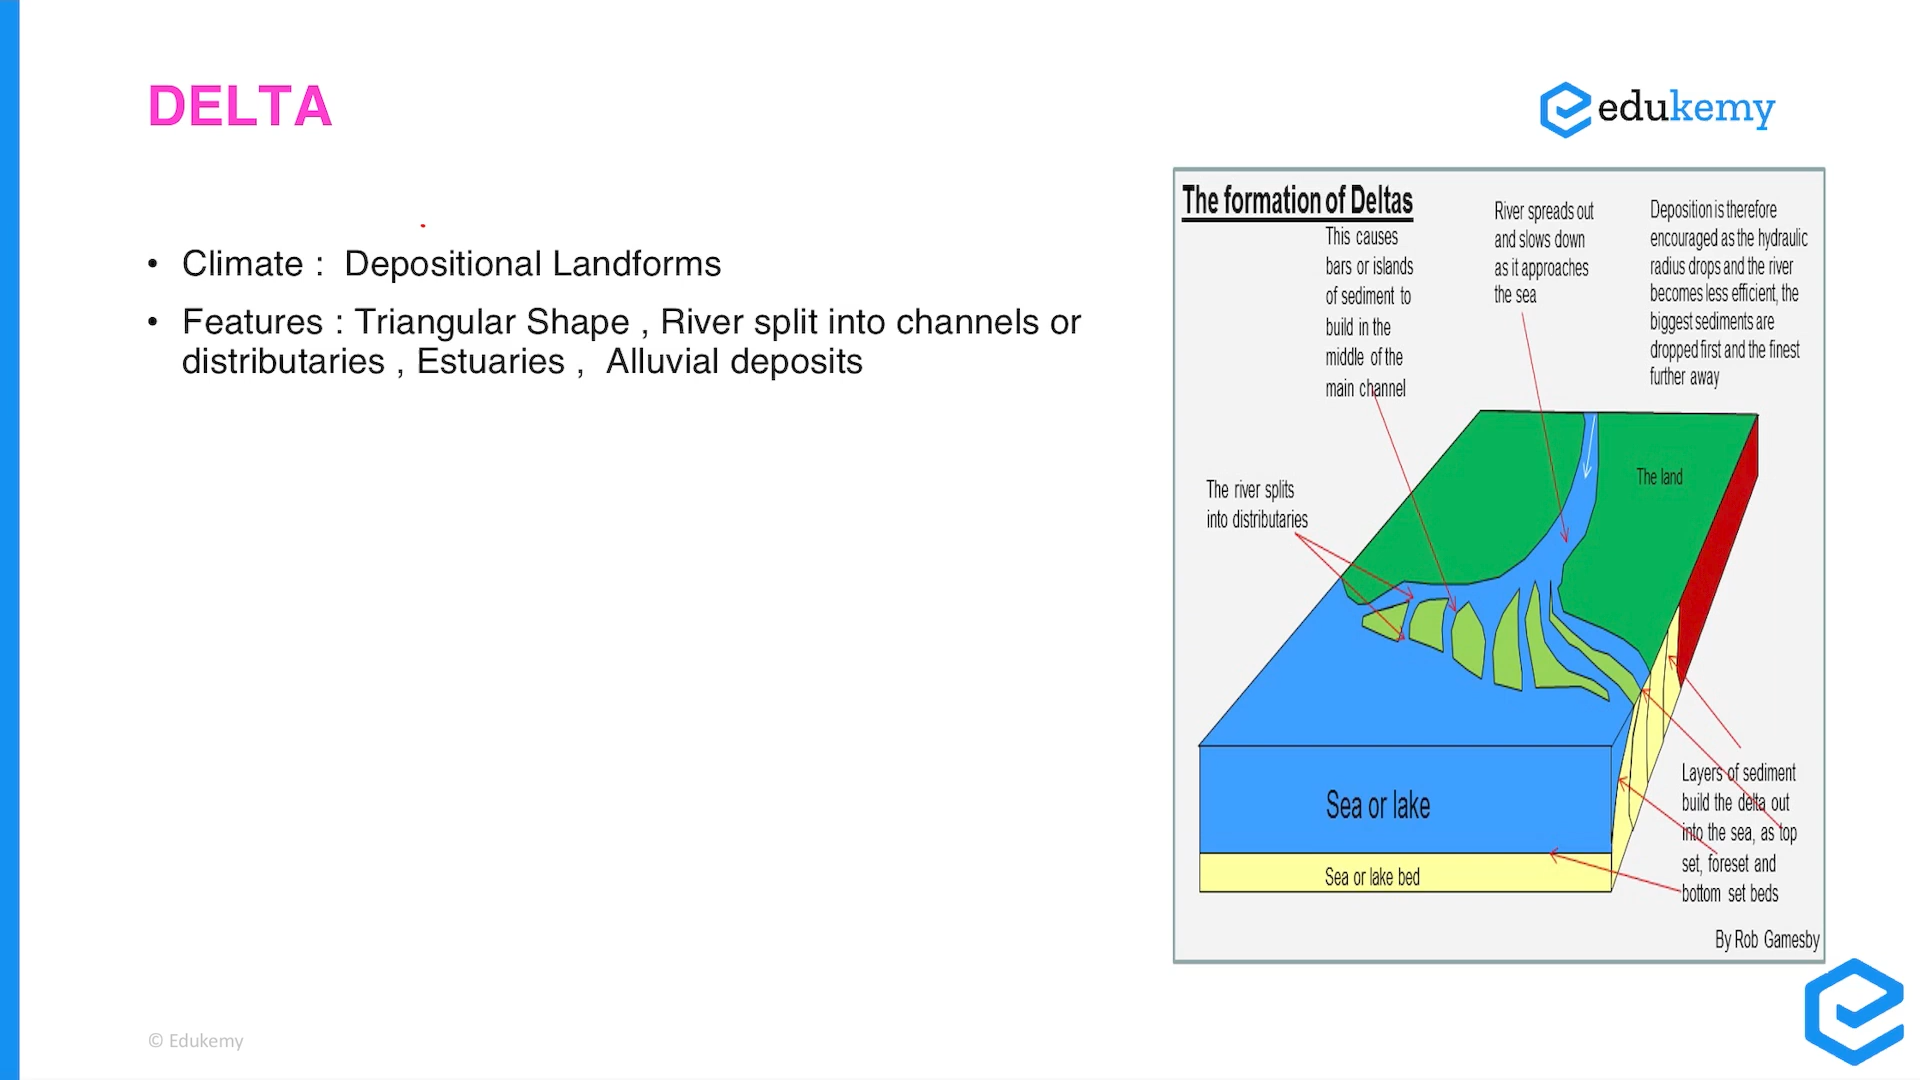 DELTA
edukemy
• Climate : Depositional Landforms
• Features : Triangular Shape , River split into channels or
distributaries , Estuaries , Alluvial deposits
The formation of Deltas
This causes
bars or islands
of sediment to
build in the
middle of the
main channel
River spreads out
and slows down
as it approaches
the sea
Deposition is therefore
encouraged as the hydraulic
radius drops and the river
becomes less efficient, the
biggest sediments are
dropped first and the finest
further away
The river splits
into distributaries
The land
Sea or lake
Sea or lake bed
Layers of sediment
build the delta out
into the sea, as top
set, foreset and
bottom set beds
By Rob Gamesby
© Edukemy